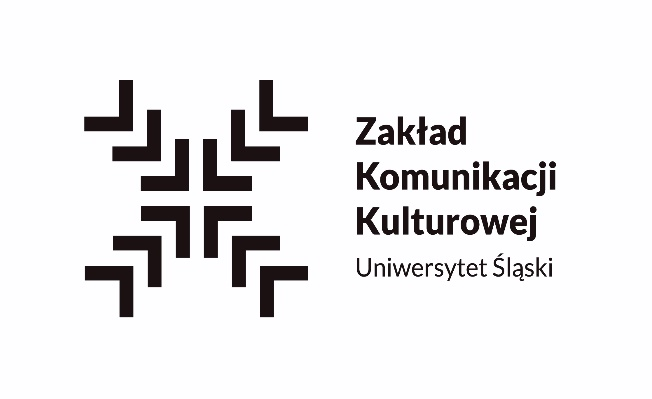 Zakład
Komunikacji
Kulturowej
Uniwersytet Śląski